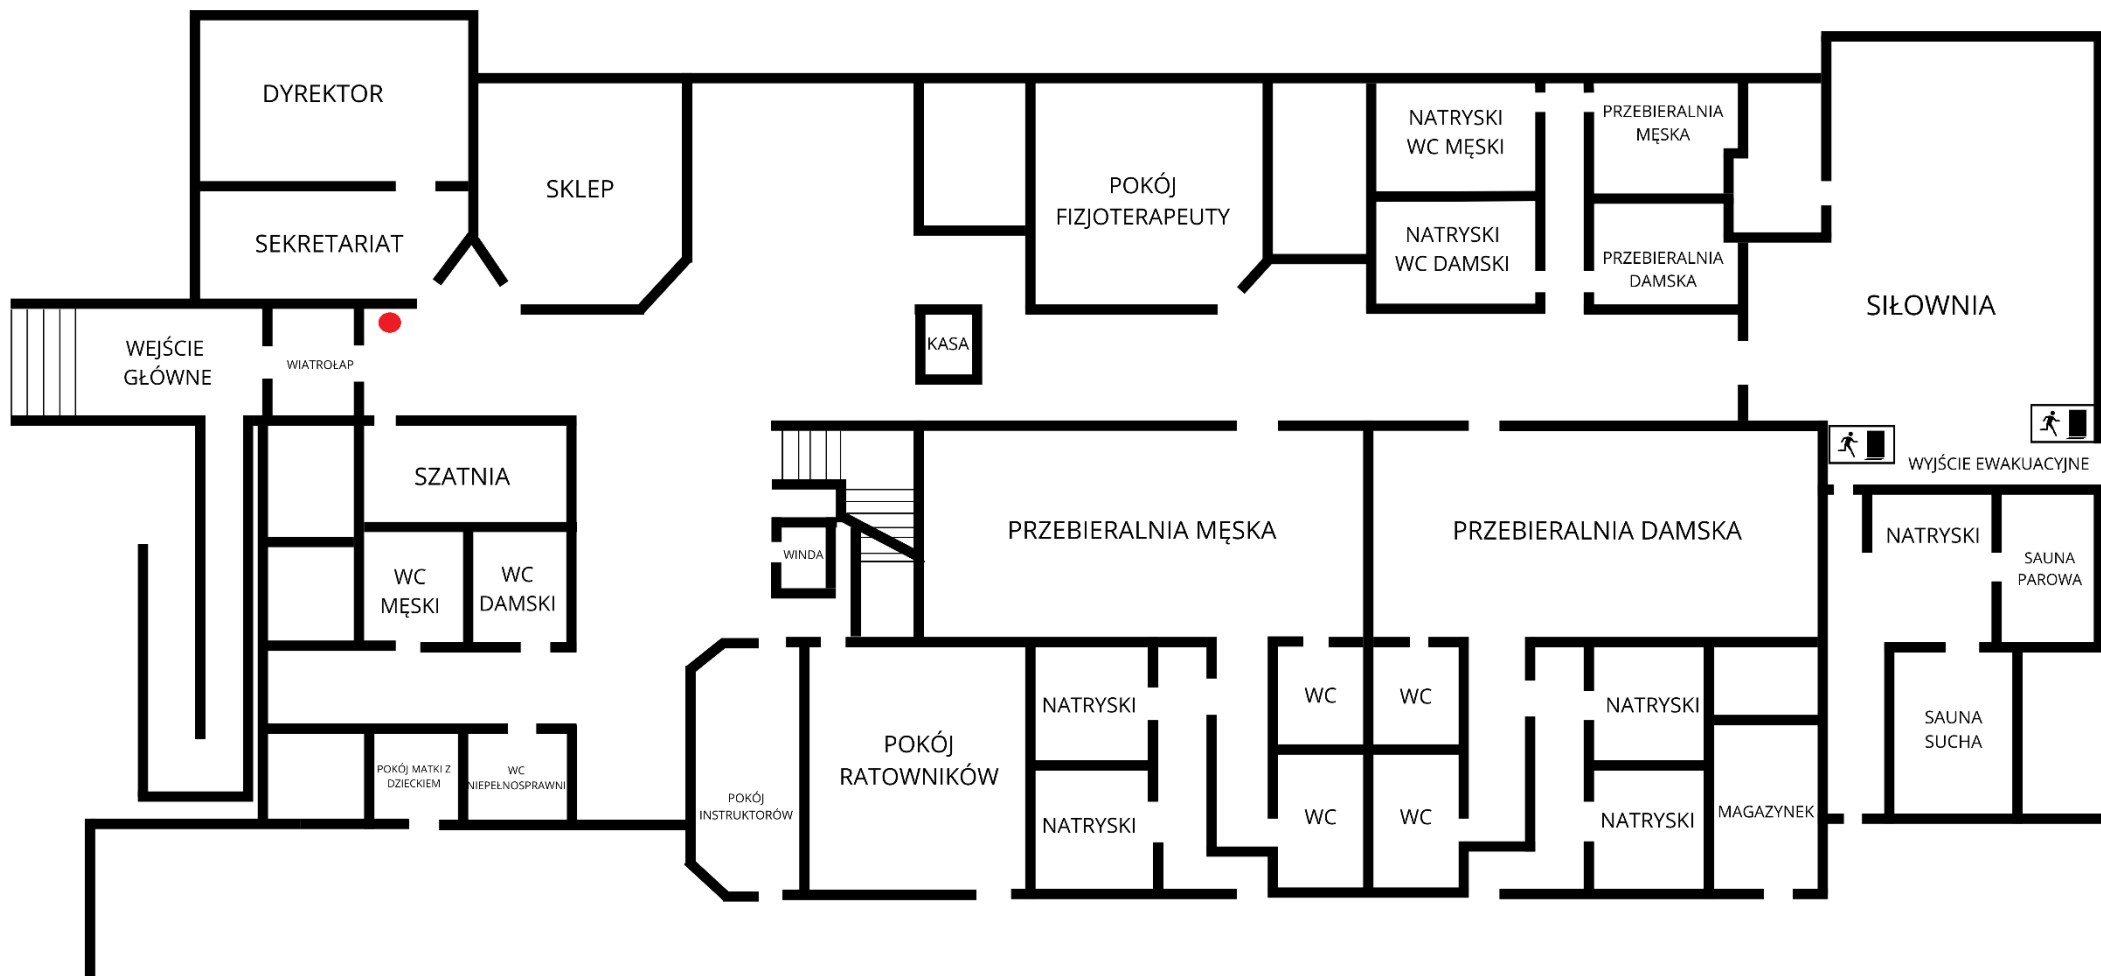 DYREKTOR
SEKRETARIAT
SKLEP
POKÓJ
FIZJOTERAPEUTY
NATRYSKI
WC MĘSKI
NATRYSKI
WC DAMSKI
PRZEBIERALNIA
MĘSKA
PRZEBIERALNIA
DAMSKA
SIŁOWNIA
WEJŚCIE
GŁÓWNE
WIATROŁAP
KASA
SZATNIA
WC
MĘSKI
WC
DAMSKI
WINDA
PRZEBIERALNIA MĘSKA
PRZEBIERALNIA DAMSKA
WYJŚCIE EWAKUACYJNE
NATRYSKI
SAUNA
PAROWA
SAUNA
SUCHA
POKÓJ MATKI Z
DZIECKIEM
WC
NIEPEŁNOSPRAWNI
POKÓJ
INSTRUKTORÓW
POKÓJ
RATOWNIKÓW
NATRYSKI
NATRYSKI
WC
WC
WC
WC
NATRYSKI
NATRYSKI
MAGAZYNEK